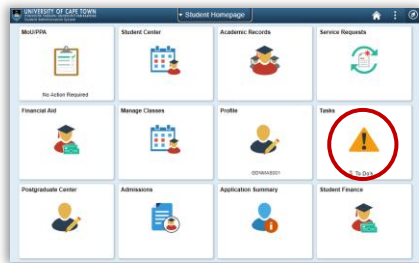 UNIVERSITY OF CAPE TOWN
Student Homepage
MoU/PPA
Student Center
Academic Records
Service Requests
No Action Required
Financial Aid
Manage Classes
Profile
Tasks
2 To Do's
Postgraduate Center
Admissions
Application Summary
Student Finance